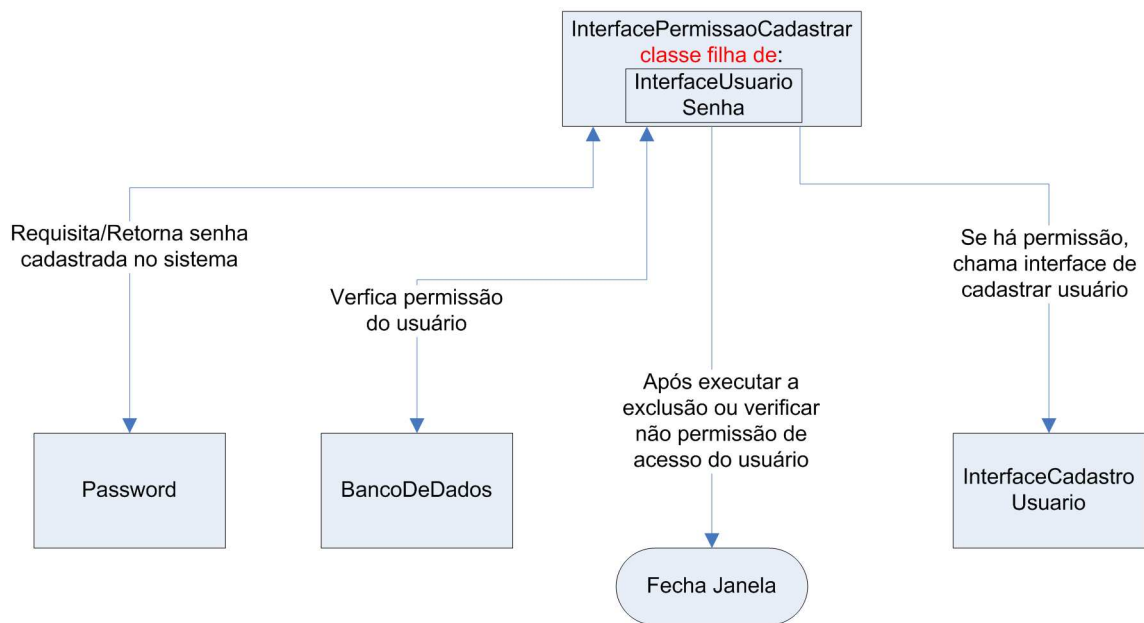 InterfacePermissaoCadastrar
classe filha de:
InterfaceUsuario
Senha
Requisita/Retorna senha
cadastrada no sistema
Verfica permissão
do usuário
Após executar a
exclusão ou verificar
não permissão de
acesso do usuário
Se há permissão,
chama interface de
cadastrar usuário
Password
BancoDeDados
Fecha Janela
InterfaceCadastro
Usuario